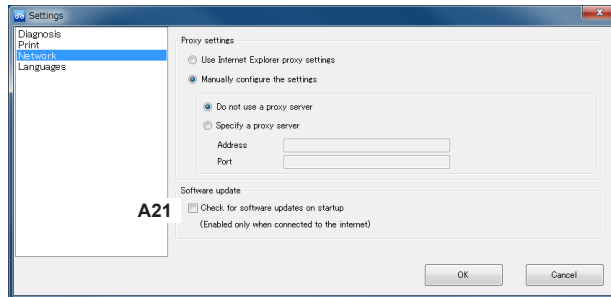 Settings
Diagnosis
Print
Network
Languages
Proxy settings
Use Internet Explorer proxy settings
Manually configure the settings
Do not use a proxy server
Specify a proxy server
Address
Port
Software update
A21
Check for software updates on startup
(Enabled only when connected to the internet)
OK
Cancel